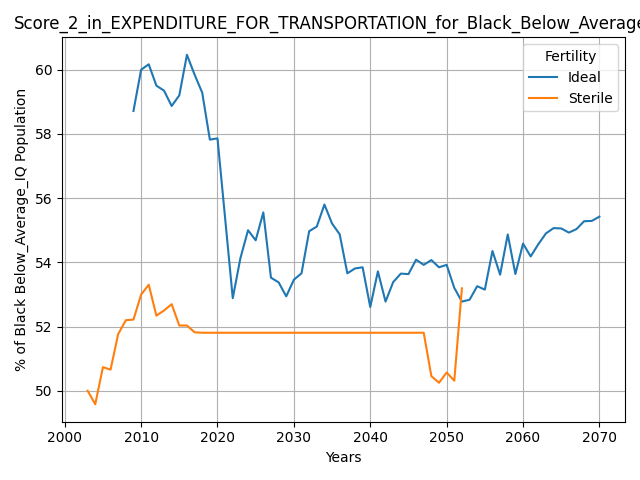 Score_2_in_EXPENDITURE_FOR_TRANSPORTATION_for_Black_Below_Average
Fertility
Ideal
Sterile
% of Black Below_Average_IQ Population
60
58
56
54
52
50
2000 2010 2020 2030 2040 2050 2060 2070
Years